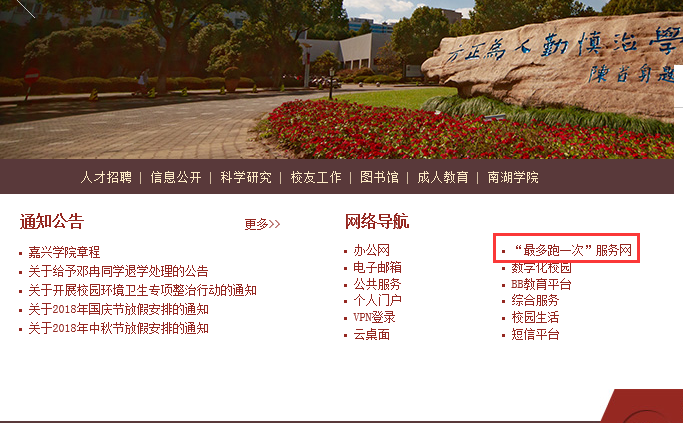 方正為人勤慎治學
陳省身題
人才招聘 | 信息公开 | 科学研究 | 校友工作 | 图书馆 | 成人教育 | 南湖学院
通知公告 更多>>
嘉兴学院章程
关于给予邓冉同学退学处理的公告
关于开展校园环境卫生专项整治行动的通知
关于2018年国庆节放假安排的通知
关于2018年中秋节放假安排的通知
网络导航
办公网
电子邮箱
公共服务
个人门户
VPN登录
云桌面
“最多跑一次”服务网
数字化校园
BB教育平台
综合服务
校园生活
短信平台